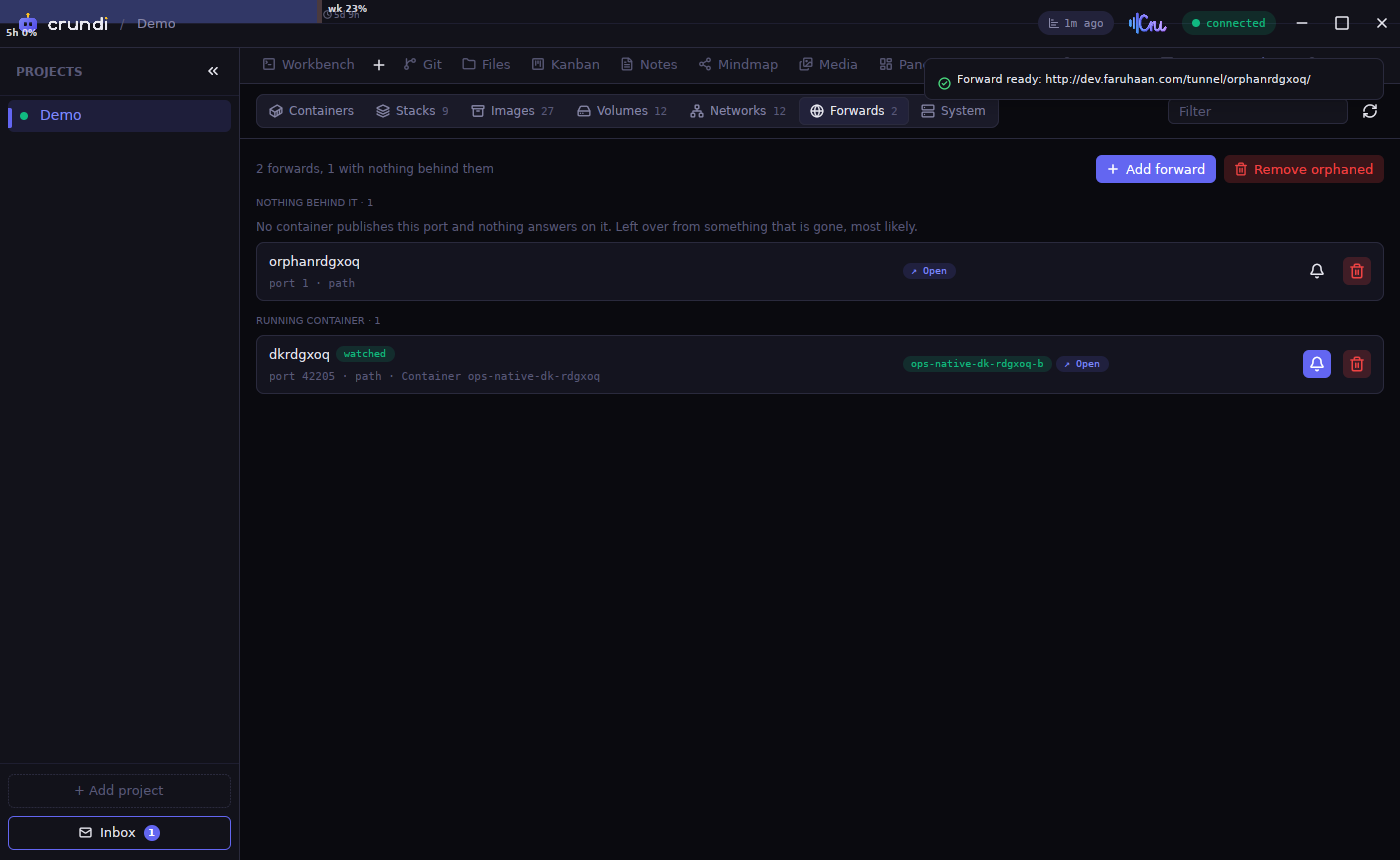 wk 23%
5d 9h
5h 0%
crundi / Demo
1m ago
Cru
connected
PROJECTS
Demo
+ Add project
Inbox 1
Workbench
Git
Files
Kanban
Notes
Mindmap
Media
Forward ready: http://dev.faruhaan.com/tunnel/orphanrdgxoq/
Containers
Stacks 9
Images 27
Volumes 12
Networks 12
Forwards 2
System
Filter
2 forwards, 1 with nothing behind them
+ Add forward
Remove orphaned
NOTHING BEHIND IT · 1
No container publishes this port and nothing answers on it. Left over from something that is gone, most likely.
orphanrdgxoq
port 1 · path
↗ Open
RUNNING CONTAINER · 1
dkrdgxoq watched
port 42205 · path · Container ops-native-dk-rdgxoq
ops-native-dk-rdgxoq-b
↗ Open